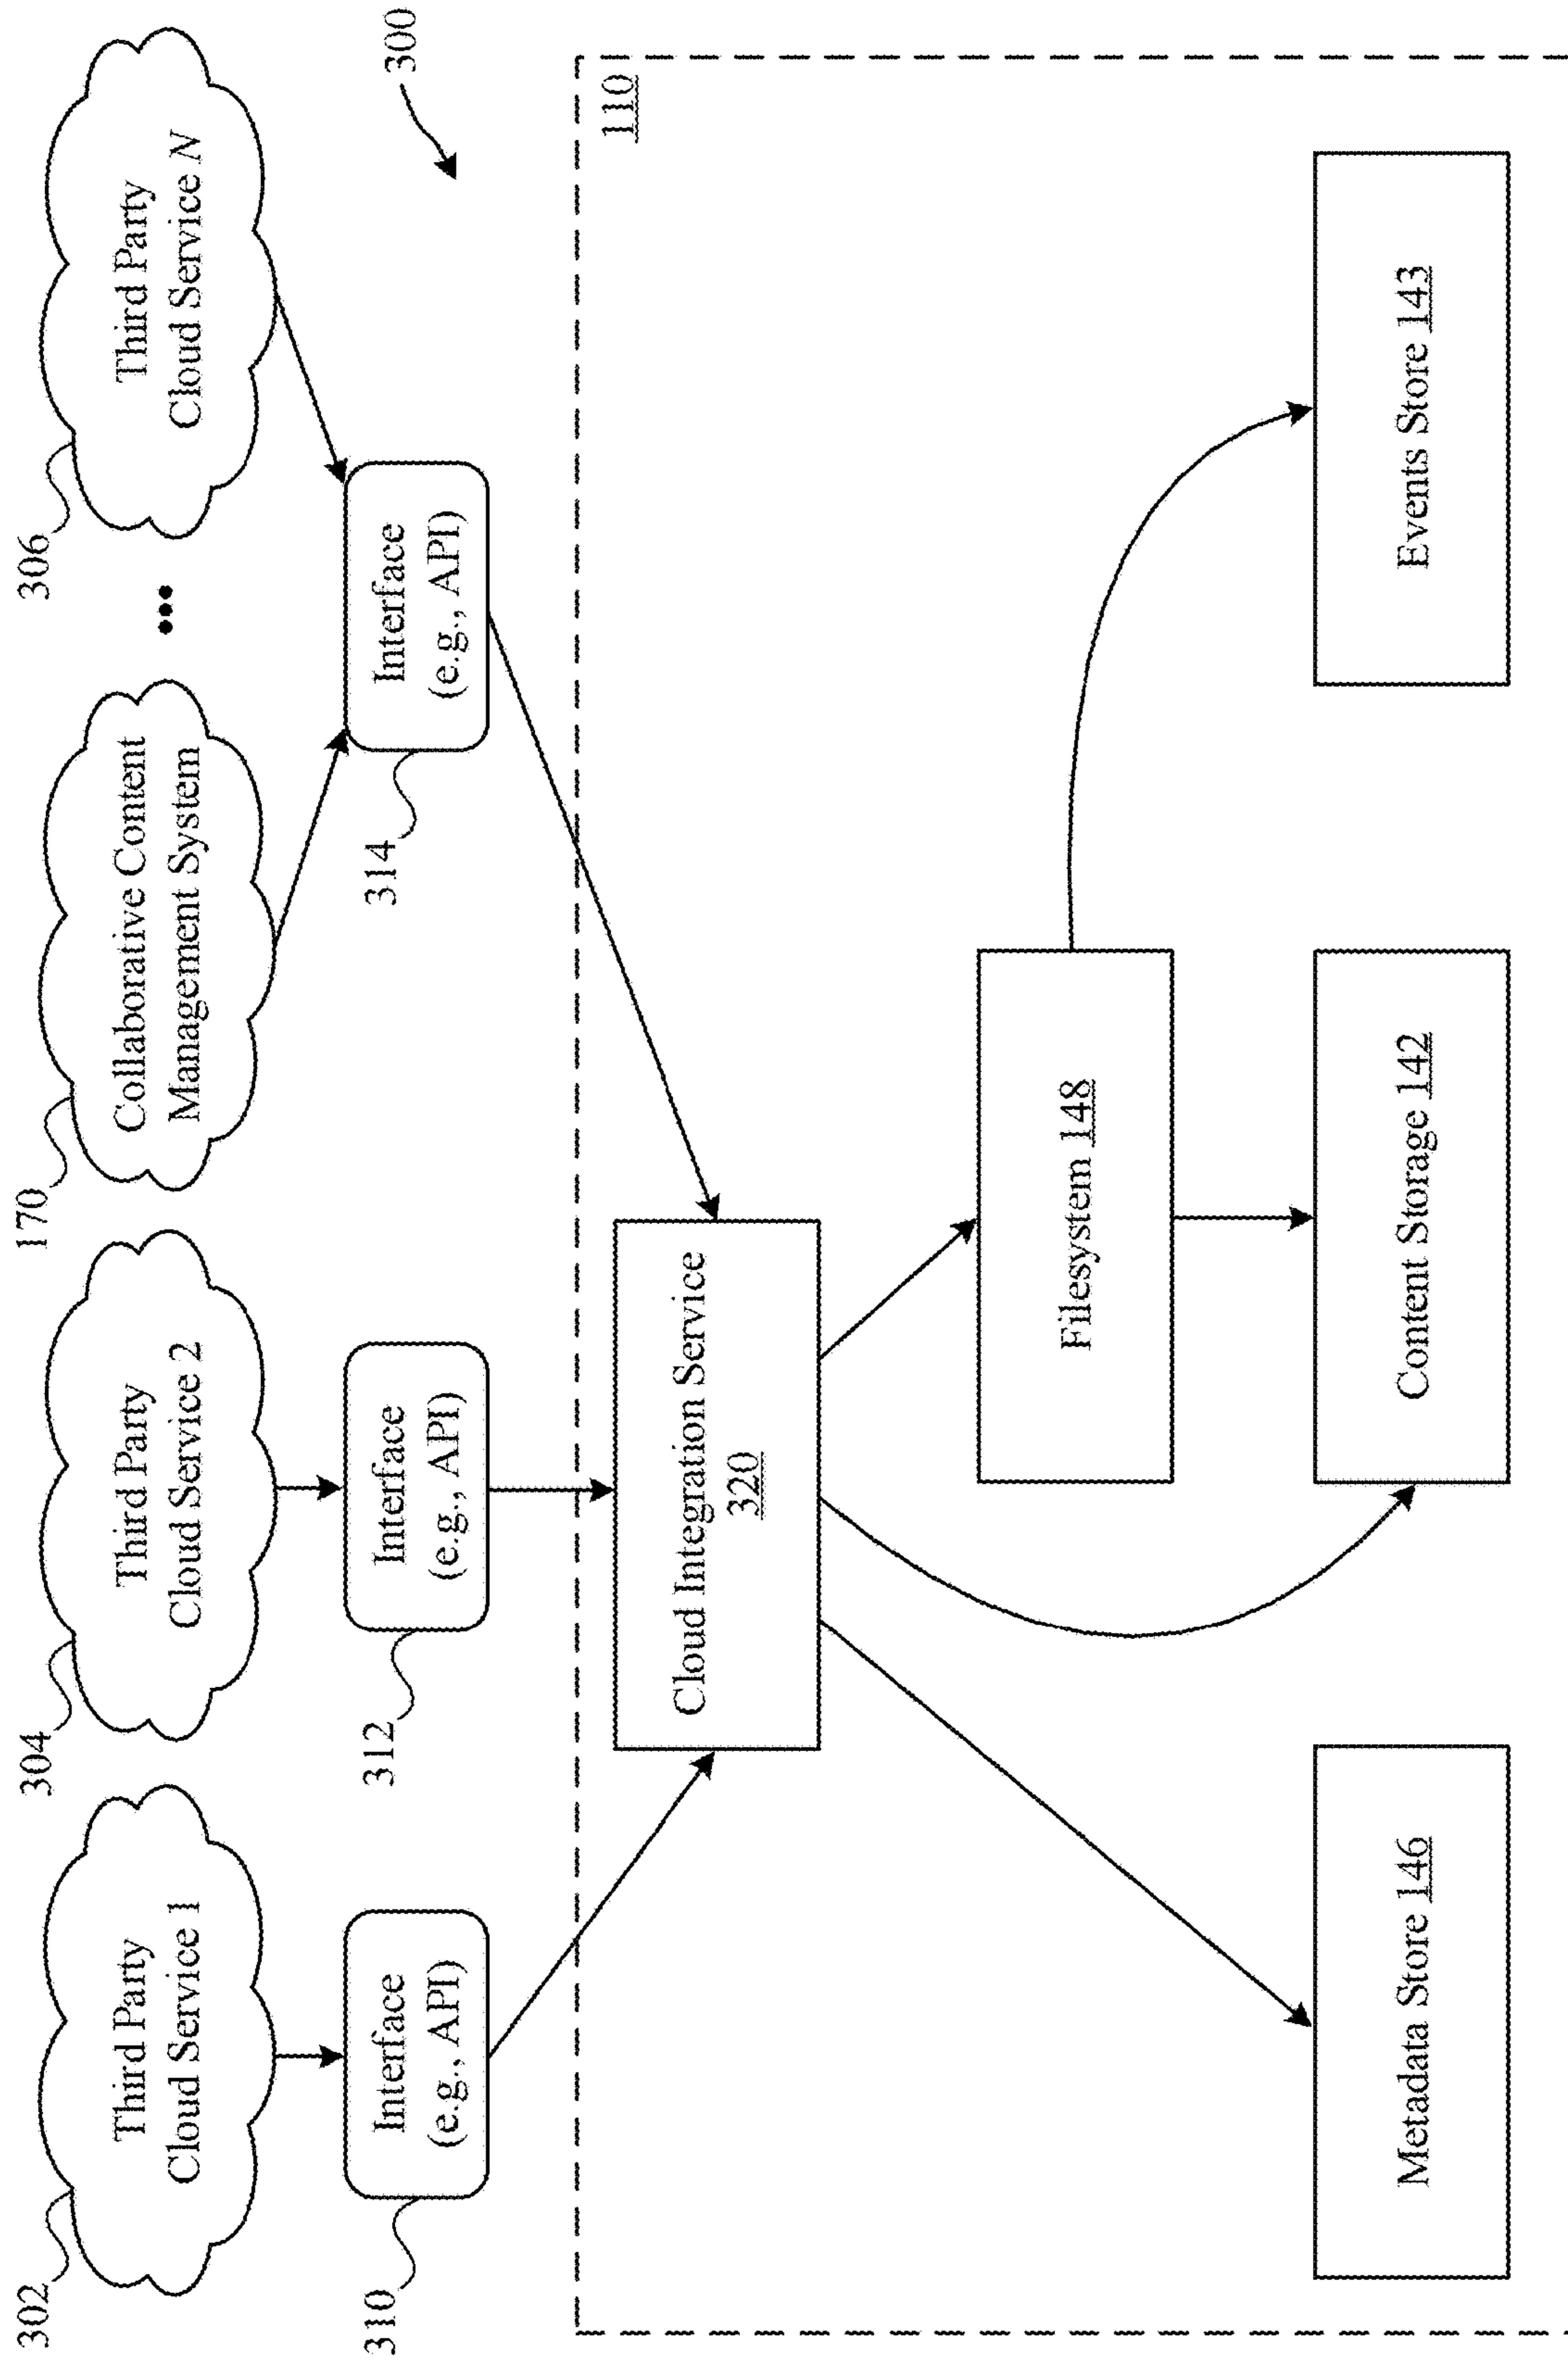 302
Third Party
Cloud Service 1
304
Third Party
Cloud Service 2
170
Collaborative Content
Management System
•••
306
Third Party
Cloud Service N
310
Interface
(e.g., API)
312
Interface
(e.g., API)
314
Interface
(e.g., API)
300
110
Cloud Integration Service
320
Filesystem 148
Metadata Store 146
Content Storage 142
Events Store 143